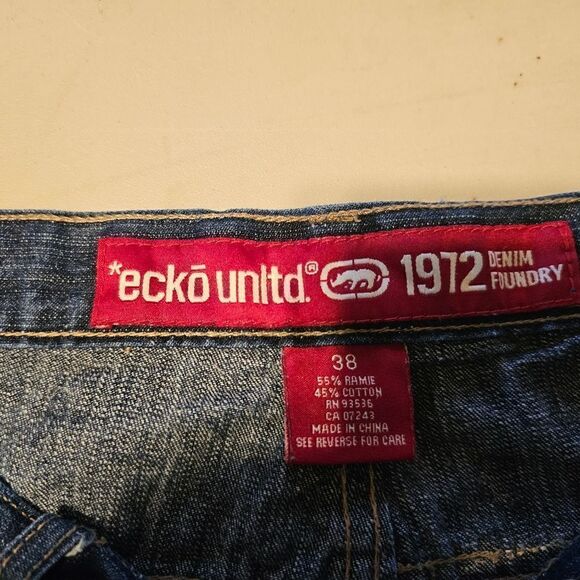 *eckō unltd.® 1972 DENIM
FOUNDRY
38
55% RAMIE
45% COTTON
RN 93536
CA 07243
MADE IN CHINA
SEE REVERSE FOR CARE